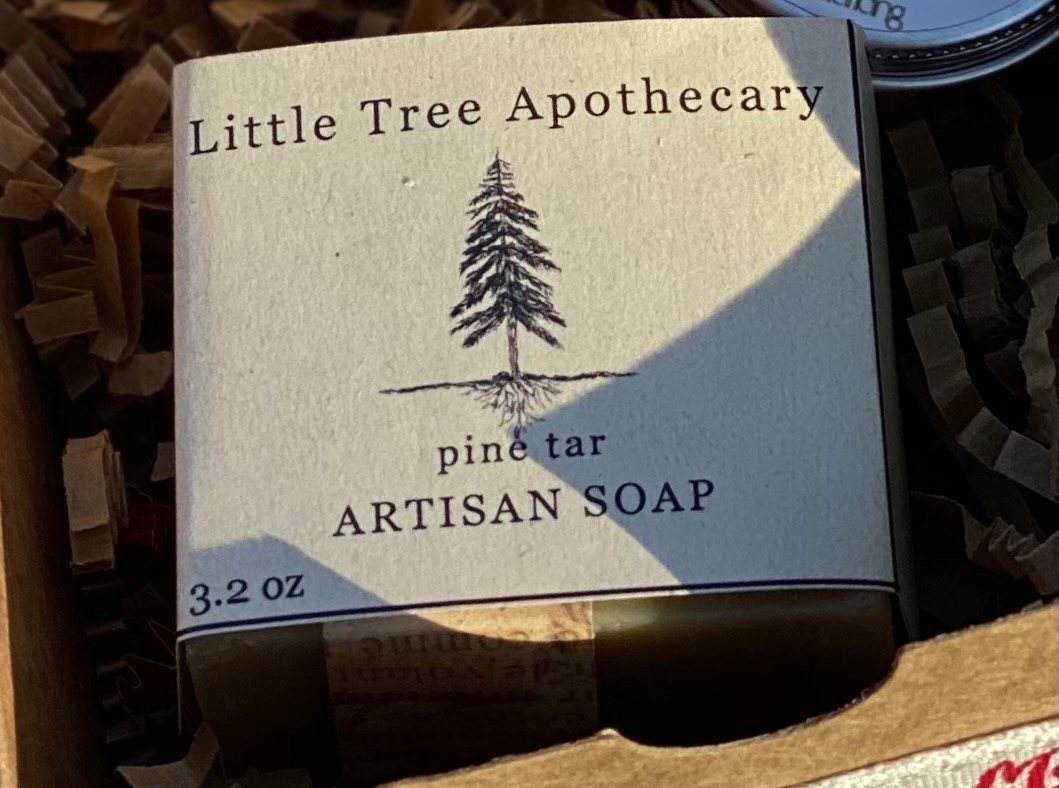 Little Tree Apothecary
pine tar
ARTISAN SOAP
3.2 oz